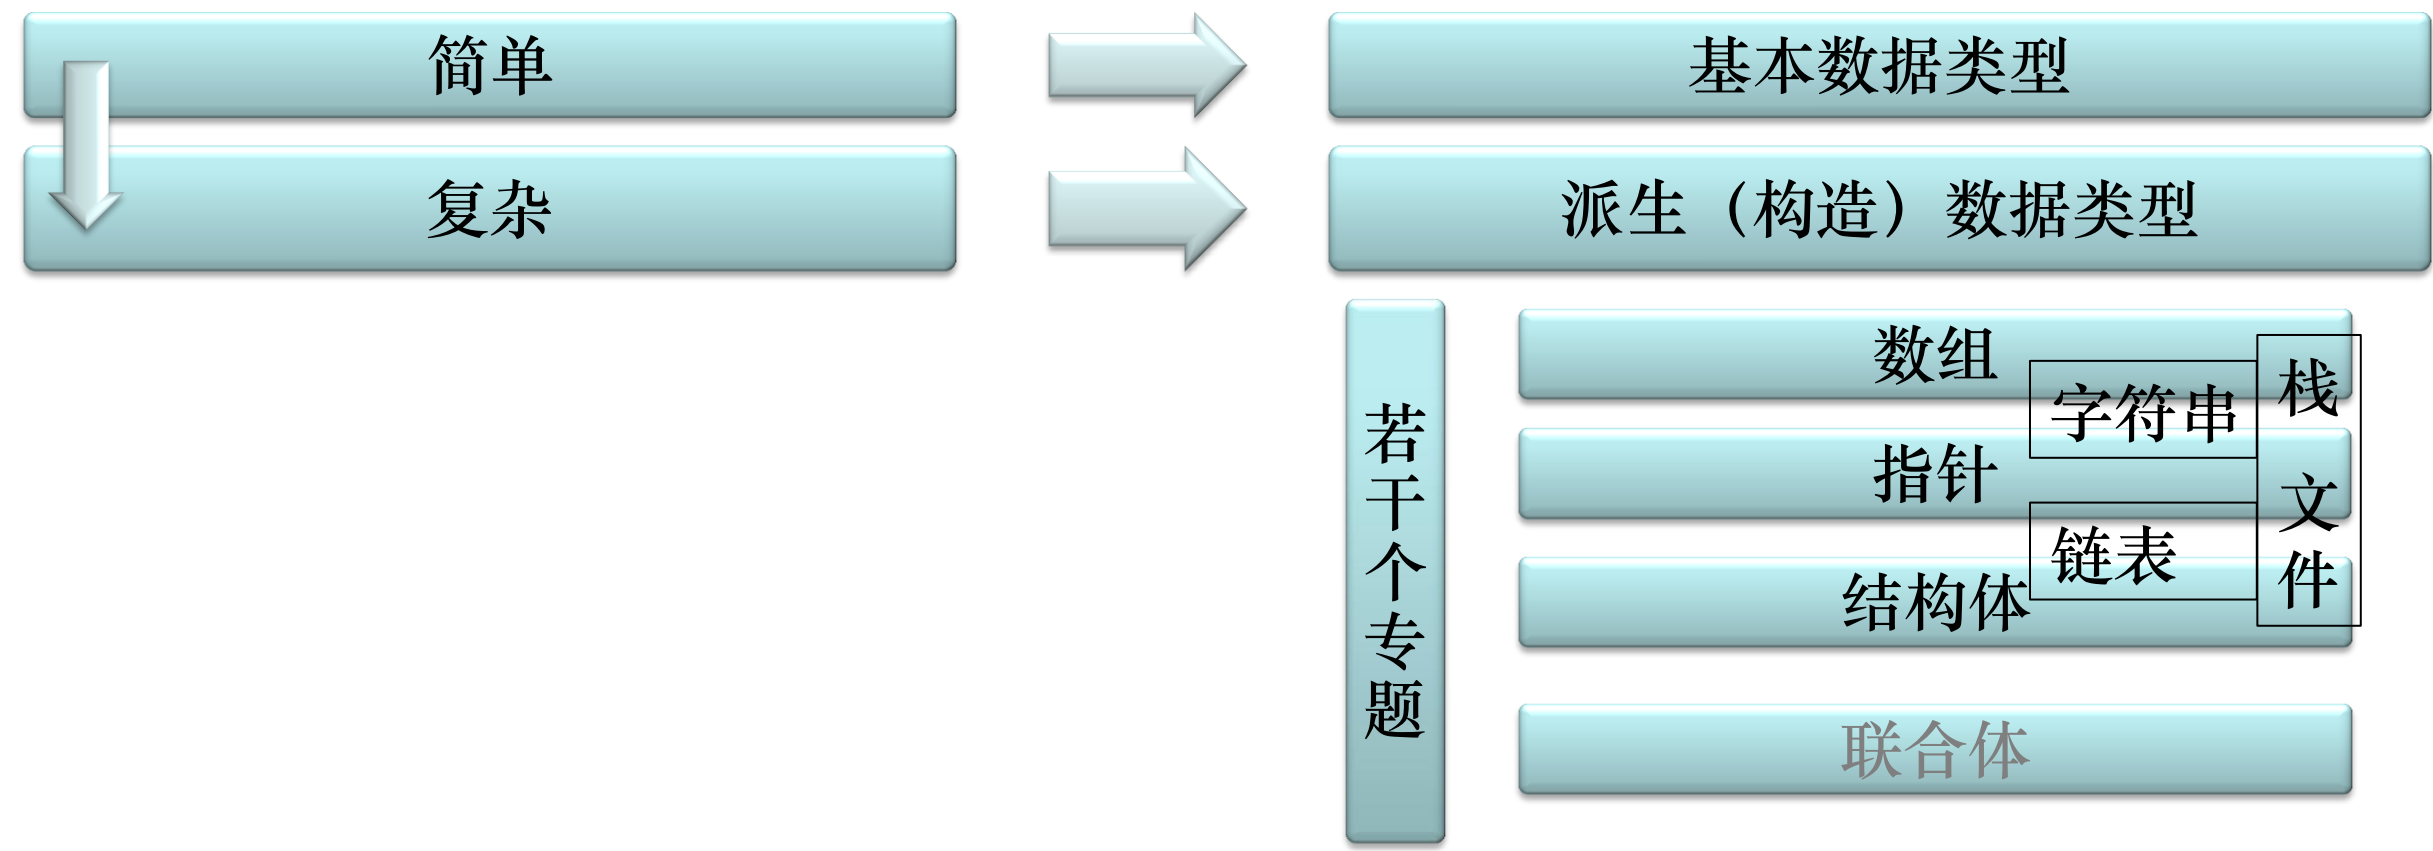 简单
基本数据类型
复杂
派生（构造）数据类型
若干个专题
数组
字符串
栈
指针
文件
链表
结构体
联合体